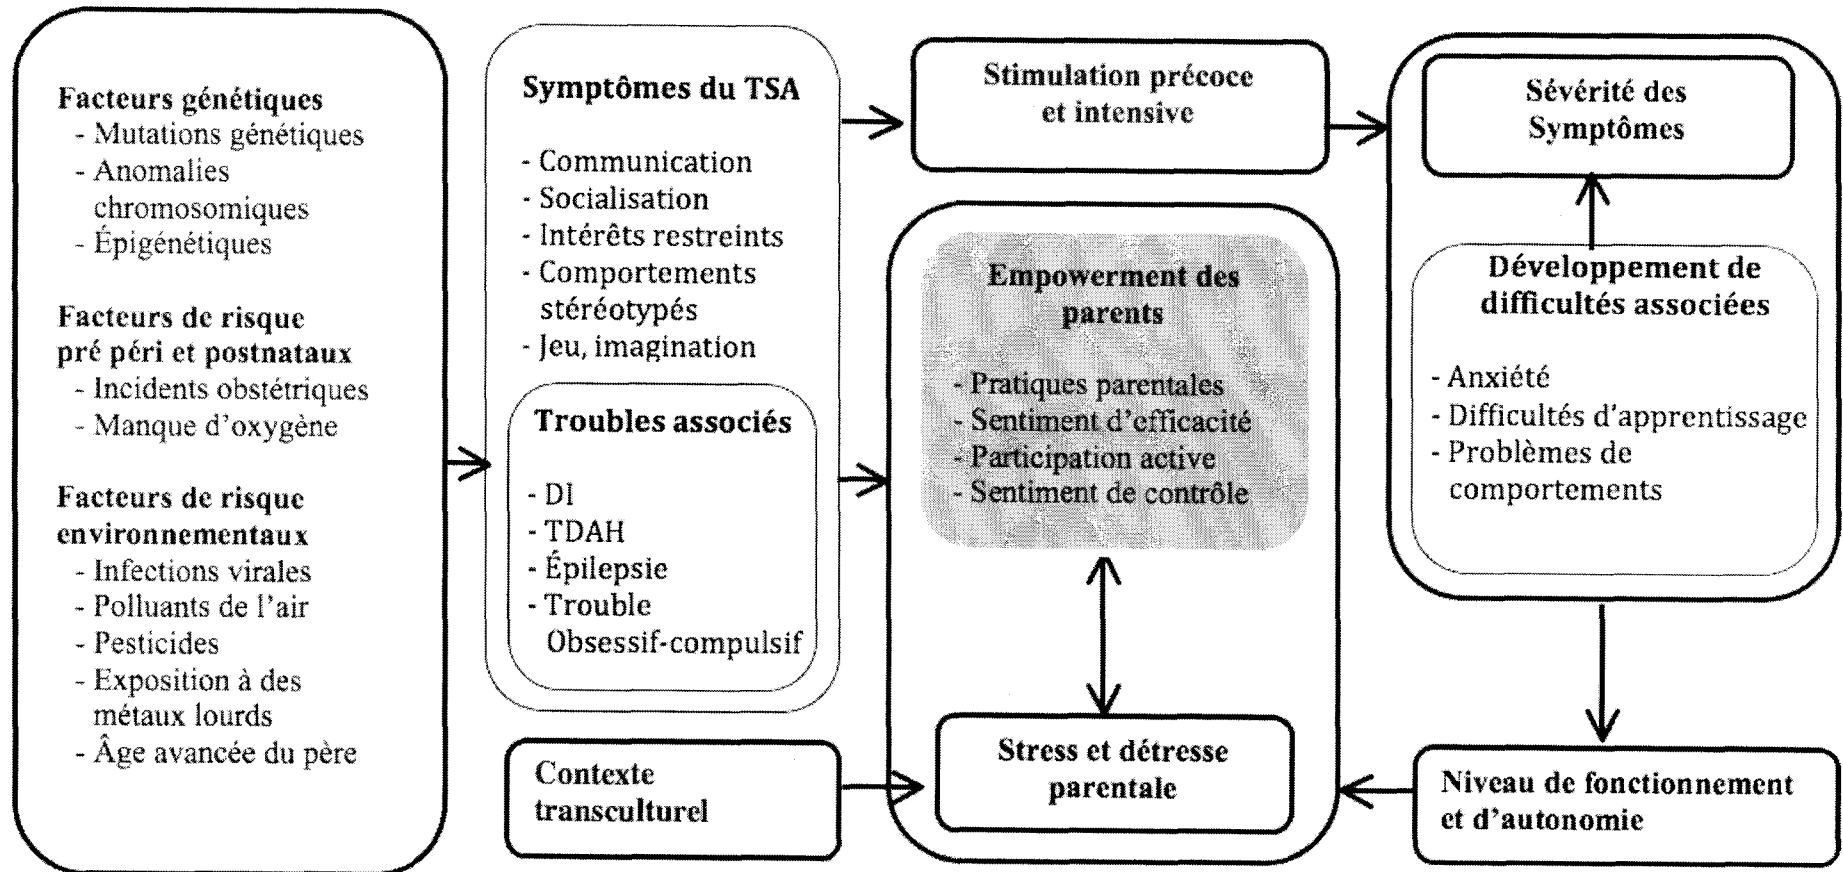 Facteurs génétiques
- Mutations génétiques
- Anomalies
chromosomiques
- Épigénétiques
Facteurs de risque
pré péri et postnataux
- Incidents obstétriques
- Manque d'oxygène
Facteurs de risque
environnementaux
- Infections virales
- Polluants de l'air
- Pesticides
- Exposition à des
métaux lourds
- Âge avancée du père
Symptômes du TSA
- Communication
- Socialisation
- Intérêts restreints
- Comportements
stéréotypés
- Jeu, imagination
Troubles associés
- DI
- TDAH
- Épilepsie
- Trouble
Obsessif-compulsif
Contexte
transculturel
Stimulation précoce
et intensive
Empowerment des
parents
- Pratiques parentales
- Sentiment d'efficacité
- Participation active
- Sentiment de contrôle
Stress et détresse
parentale
Sévérité des
Symptômes
Développement de
difficultés associées
- Anxiété
- Difficultés d'apprentissage
- Problèmes de
comportements
Niveau de fonctionnement
et d'autonomie